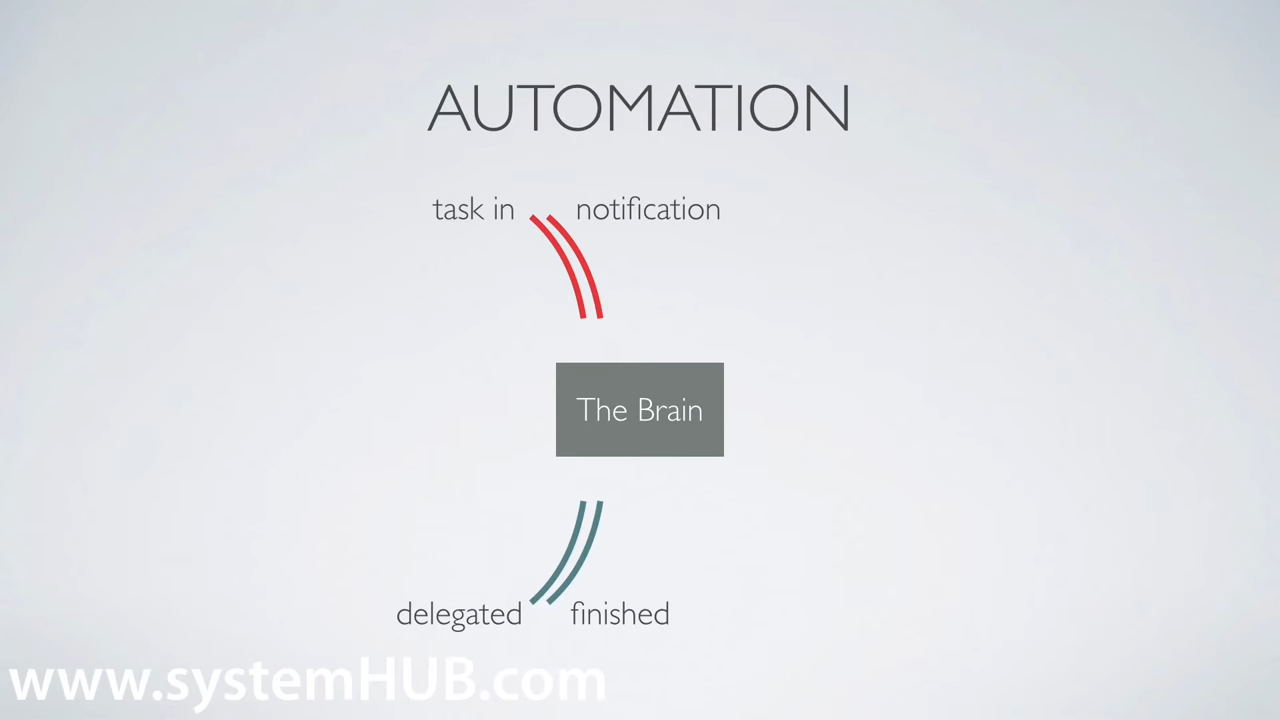 AUTOMATION
task in notification
The Brain
delegated finished
www.systemHUB.com